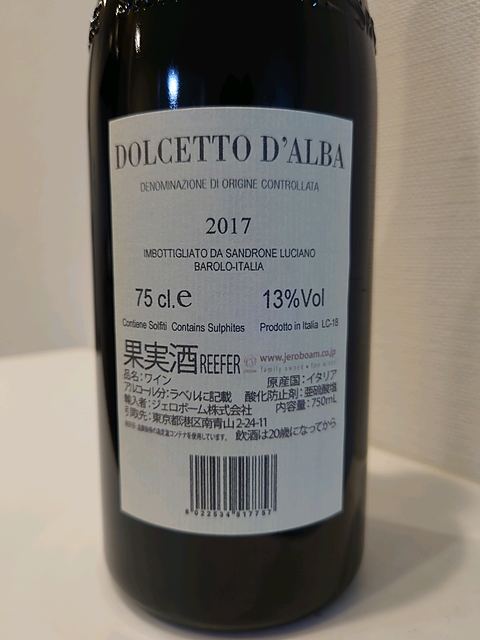 DOLCETTO D'ALBA
DENOMINAZIONE DI ORIGINE CONTROLLATA
2017
IMBOTTIGLIATO DA SANDRONE LUCIANO
BAROLO-ITALIA
75 cl.e 13%Vol
Contiene Solfiti Contains Sulphites Prodotto in Italia LC-18
果実酒 REEFER www.jeroboam.co.jp
family owned • fine wines
品名：ワイン 原産国：イタリア
アルコール分：ラベルに記載 酸化防止剤：亜硫酸塩
輸入者：ジェロボーム株式会社 内容量：750mL
引取先：東京都港区南青山2-24-11
飲酒は20歳になってから